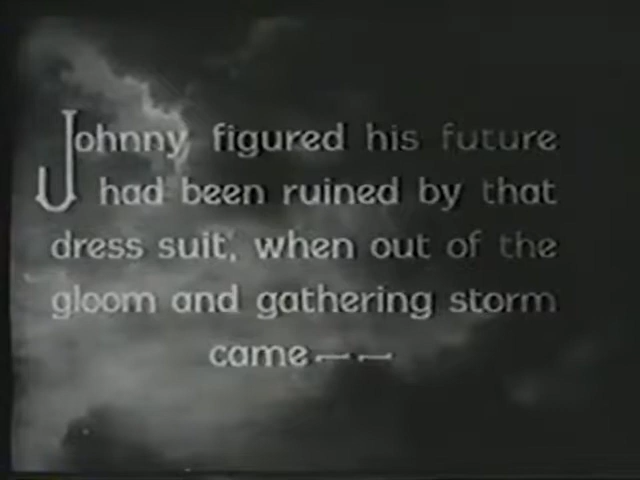 Johnny figured his future
had been ruined by that
dress suit, when out of the
gloom and gathering storm
came——